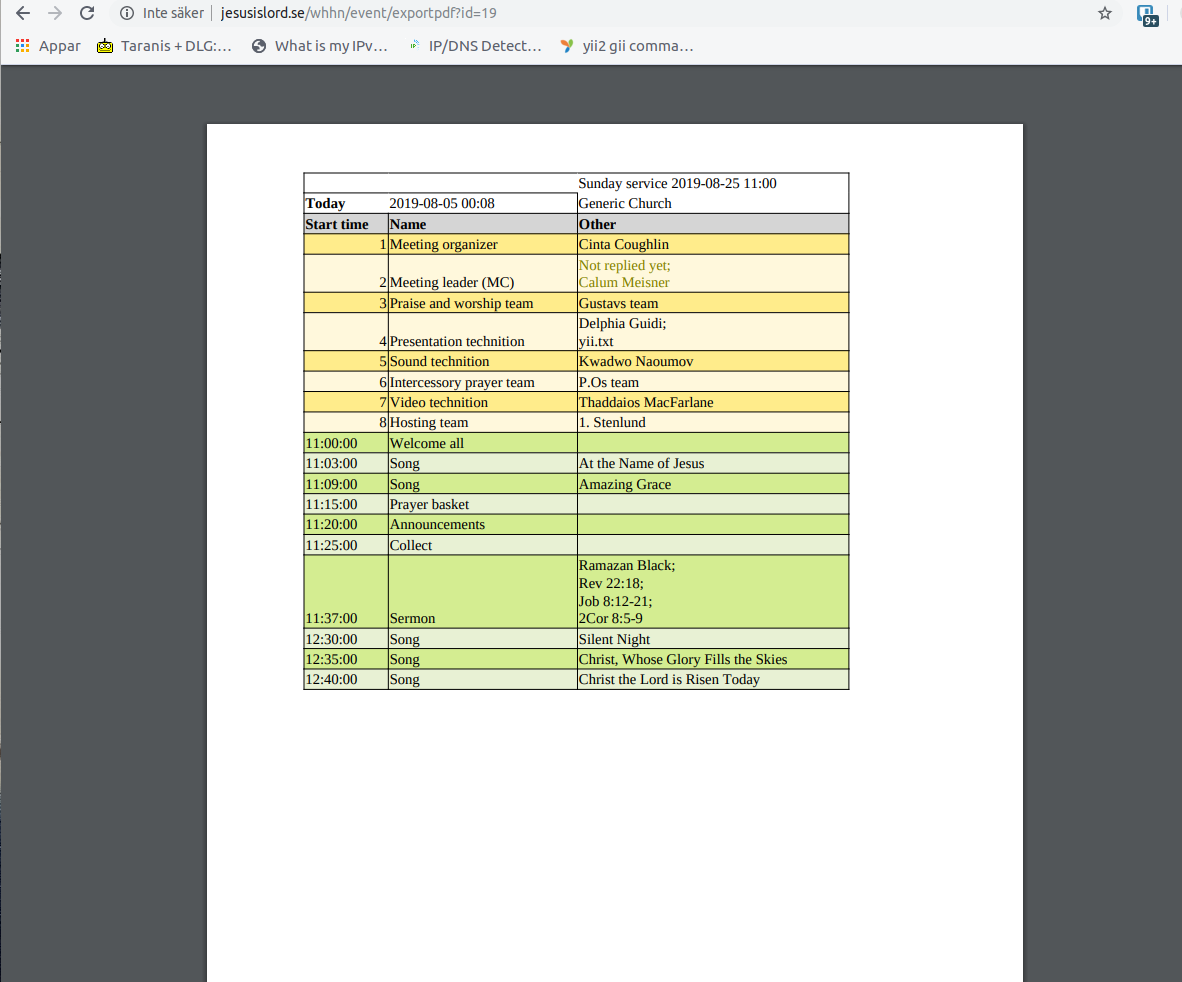 Inte säker jesusislord.se/whhn/event/exportpdf?id=19
9+
Appar Taranis + DLG:... What is my IPv... IP/DNS Detect... yii2 gii comma...
Sunday service 2019-08-25 11:00
Today 2019-08-05 00:08 Generic Church
Start time Name Other
1 Meeting organizer Cinta Coughlin
Not replied yet;
2 Meeting leader (MC) Calum Meisner
3 Praise and worship team Gustavs team
Delphia Guidi;
4 Presentation technition yii.txt
5 Sound technition Kwadwo Naoumov
6 Intercessory prayer team P.Os team
7 Video technition Thaddaios MacFarlane
8 Hosting team 1. Stenlund
11:00:00 Welcome all
11:03:00 Song At the Name of Jesus
11:09:00 Song Amazing Grace
11:15:00 Prayer basket
11:20:00 Announcements
11:25:00 Collect
Ramazan Black;
Rev 22:18;
Job 8:12-21;
11:37:00 Sermon 2Cor 8:5-9
12:30:00 Song Silent Night
12:35:00 Song Christ, Whose Glory Fills the Skies
12:40:00 Song Christ the Lord is Risen Today